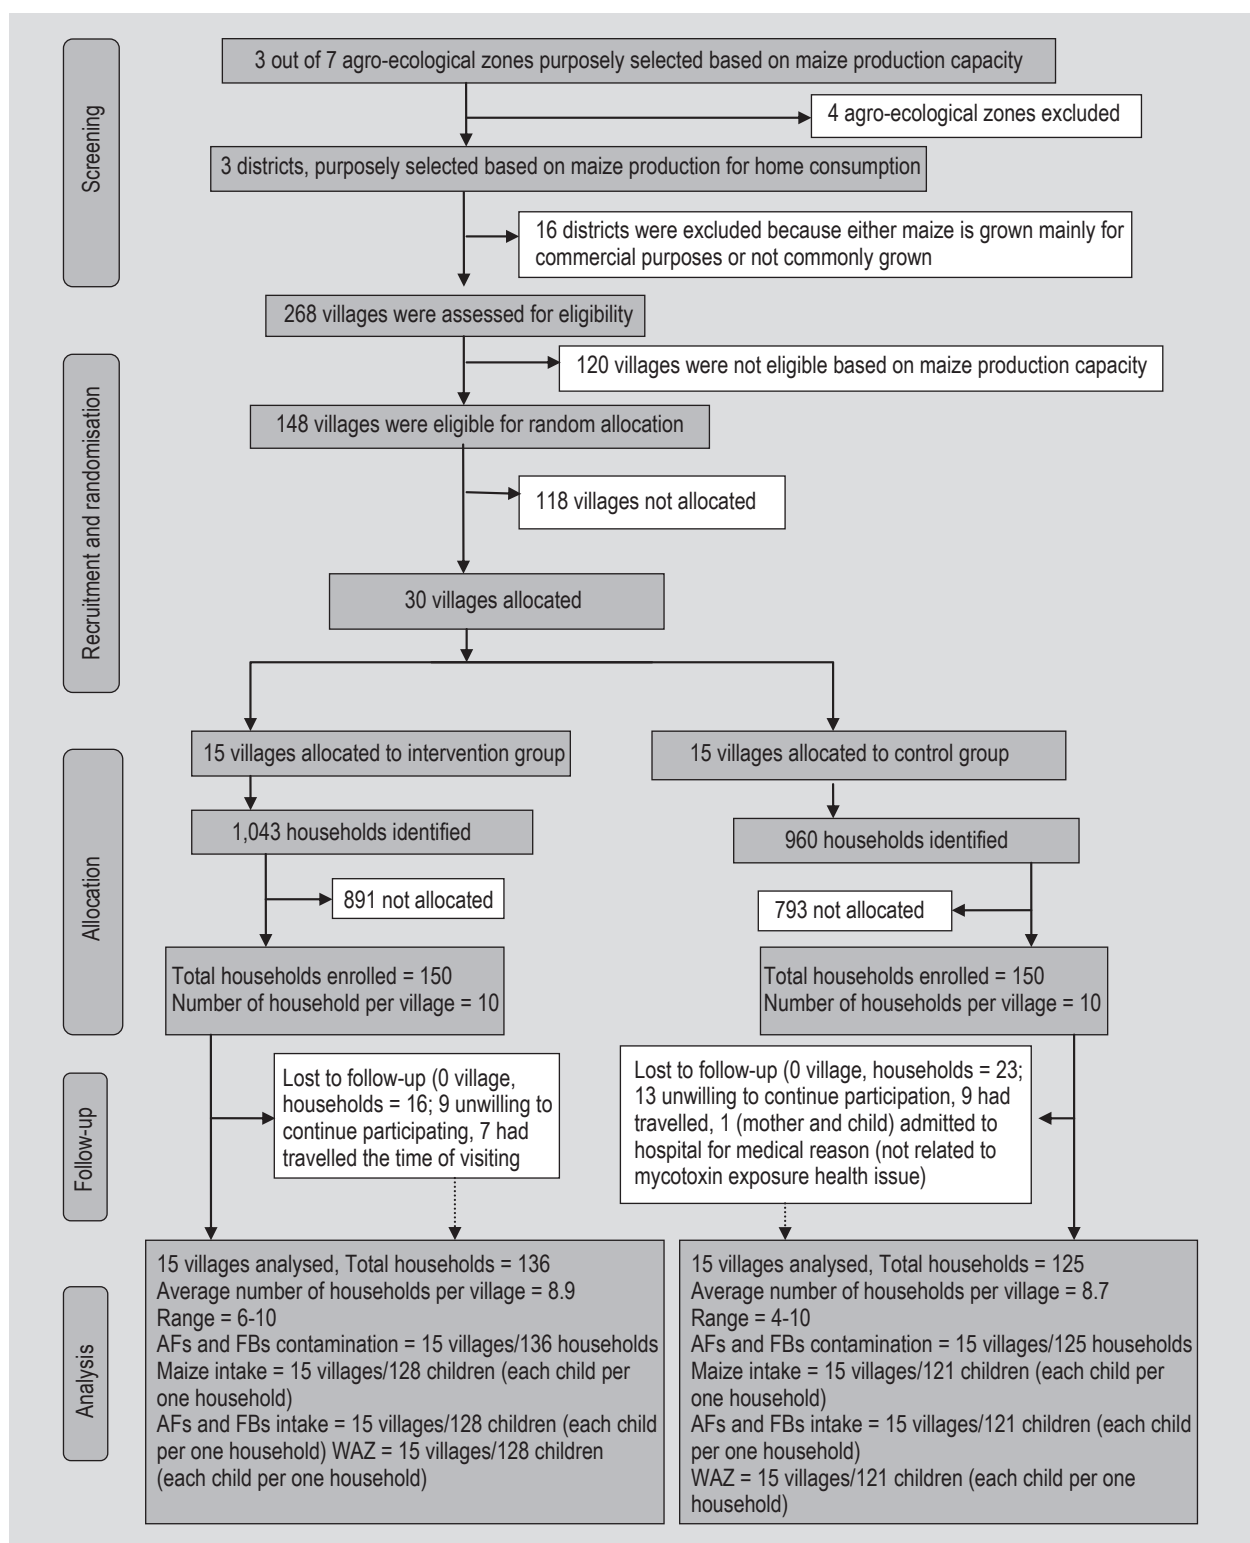 Screening
3 out of 7 agro-ecological zones purposely selected based on maize production capacity
4 agro-ecological zones excluded
3 districts, purposely selected based on maize production for home consumption
16 districts were excluded because either maize is grown mainly for
commercial purposes or not commonly grown
268 villages were assessed for eligibility
Recruitment and randomisation
120 villages were not eligible based on maize production capacity
148 villages were eligible for random allocation
118 villages not allocated
30 villages allocated
Allocation
15 villages allocated to intervention group
15 villages allocated to control group
1,043 households identified
960 households identified
891 not allocated
793 not allocated
Total households enrolled = 150
Number of household per village = 10
Total households enrolled = 150
Number of households per village = 10
Follow-up
Lost to follow-up (0 village,
households = 16; 9 unwilling to
continue participating, 7 had
travelled the time of visiting
Lost to follow-up (0 village, households = 23;
13 unwilling to continue participation, 9 had
travelled, 1 (mother and child) admitted to
hospital for medical reason (not related to
mycotoxin exposure health issue)
Analysis
15 villages analysed, Total households = 136
Average number of households per village = 8.9
Range = 6-10
AFs and FBs contamination = 15 villages/136 households
Maize intake = 15 villages/128 children (each child per
one household)
AFs and FBs intake = 15 villages/128 children (each child
per one household) WAZ = 15 villages/128 children
(each child per one household)
15 villages analysed, Total households = 125
Average number of households per village = 8.7
Range = 4-10
AFs and FBs contamination = 15 villages/125 households
Maize intake = 15 villages/121 children (each child per
one household)
AFs and FBs intake = 15 villages/121 children (each child
per one household)
WAZ = 15 villages/121 children (each child per one
household)